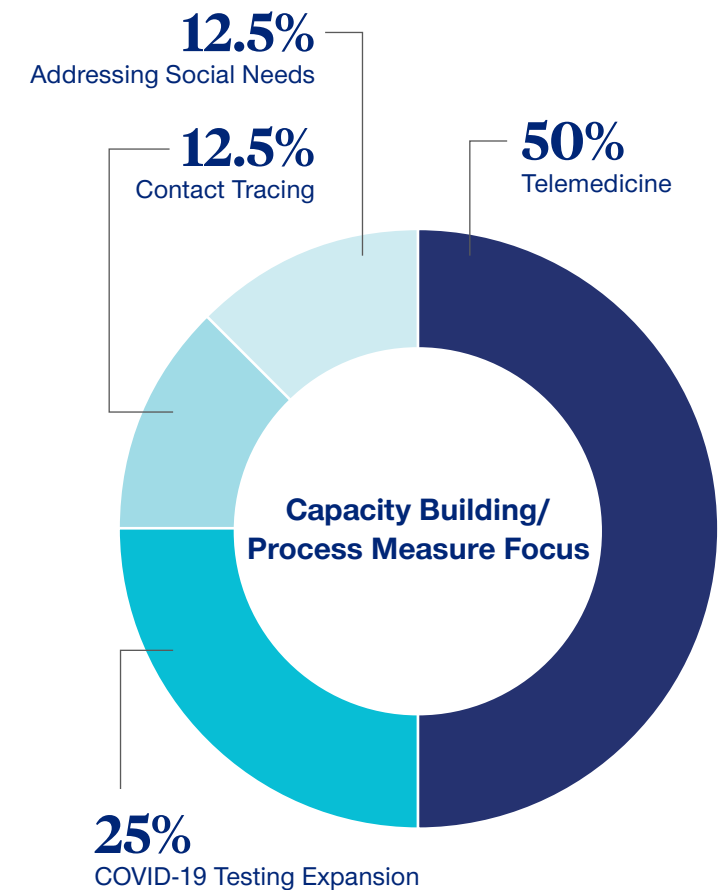 12.5%
Addressing Social Needs
12.5%
Contact Tracing
50%
Telemedicine
Capacity Building/
Process Measure Focus
25%
COVID-19 Testing Expansion